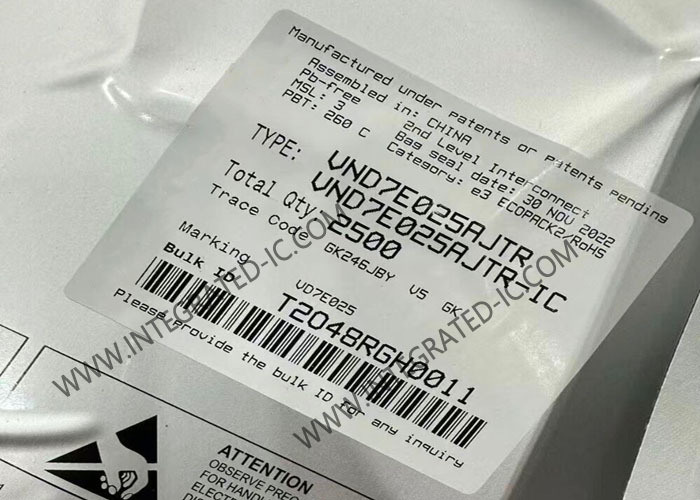 Manufactured under Patents or Patents pending
Assembled in: CHINA
Pb-free 2nd Level Interconnect
MSL: 3 Bag seal date: 30 NOV 2022
PBT: 260 C Category: e3 ECOPACK2/RoHS
TYPE: VND7E025AJTR
VND7E025AJTR-IC
Total Qty 2500
Trace Code GK246JBY V5 GK
Marking VD7E025
Bulk ID T2048RGH0011
Please provide the bulk ID for any inquiry
WWW.INTEGRATED-IC.COM
WWW.INTEGRATED-IC.COM
ATTENTION
OBSERVE PREC
FOR HANDL
ELECTR